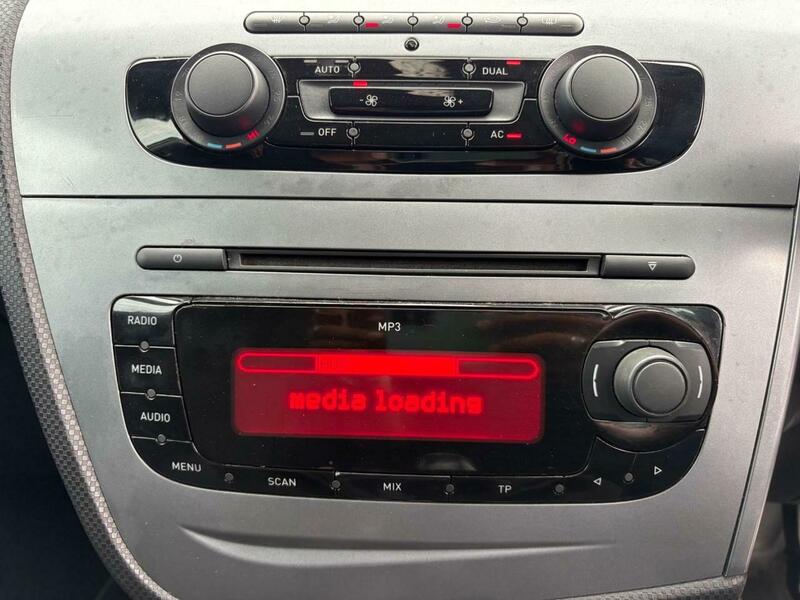 AUTO
DUAL
HI
- +
LO
OFF
AC
MP3
RADIO
MEDIA
AUDIO
media loading
MENU
SCAN
MIX
TP